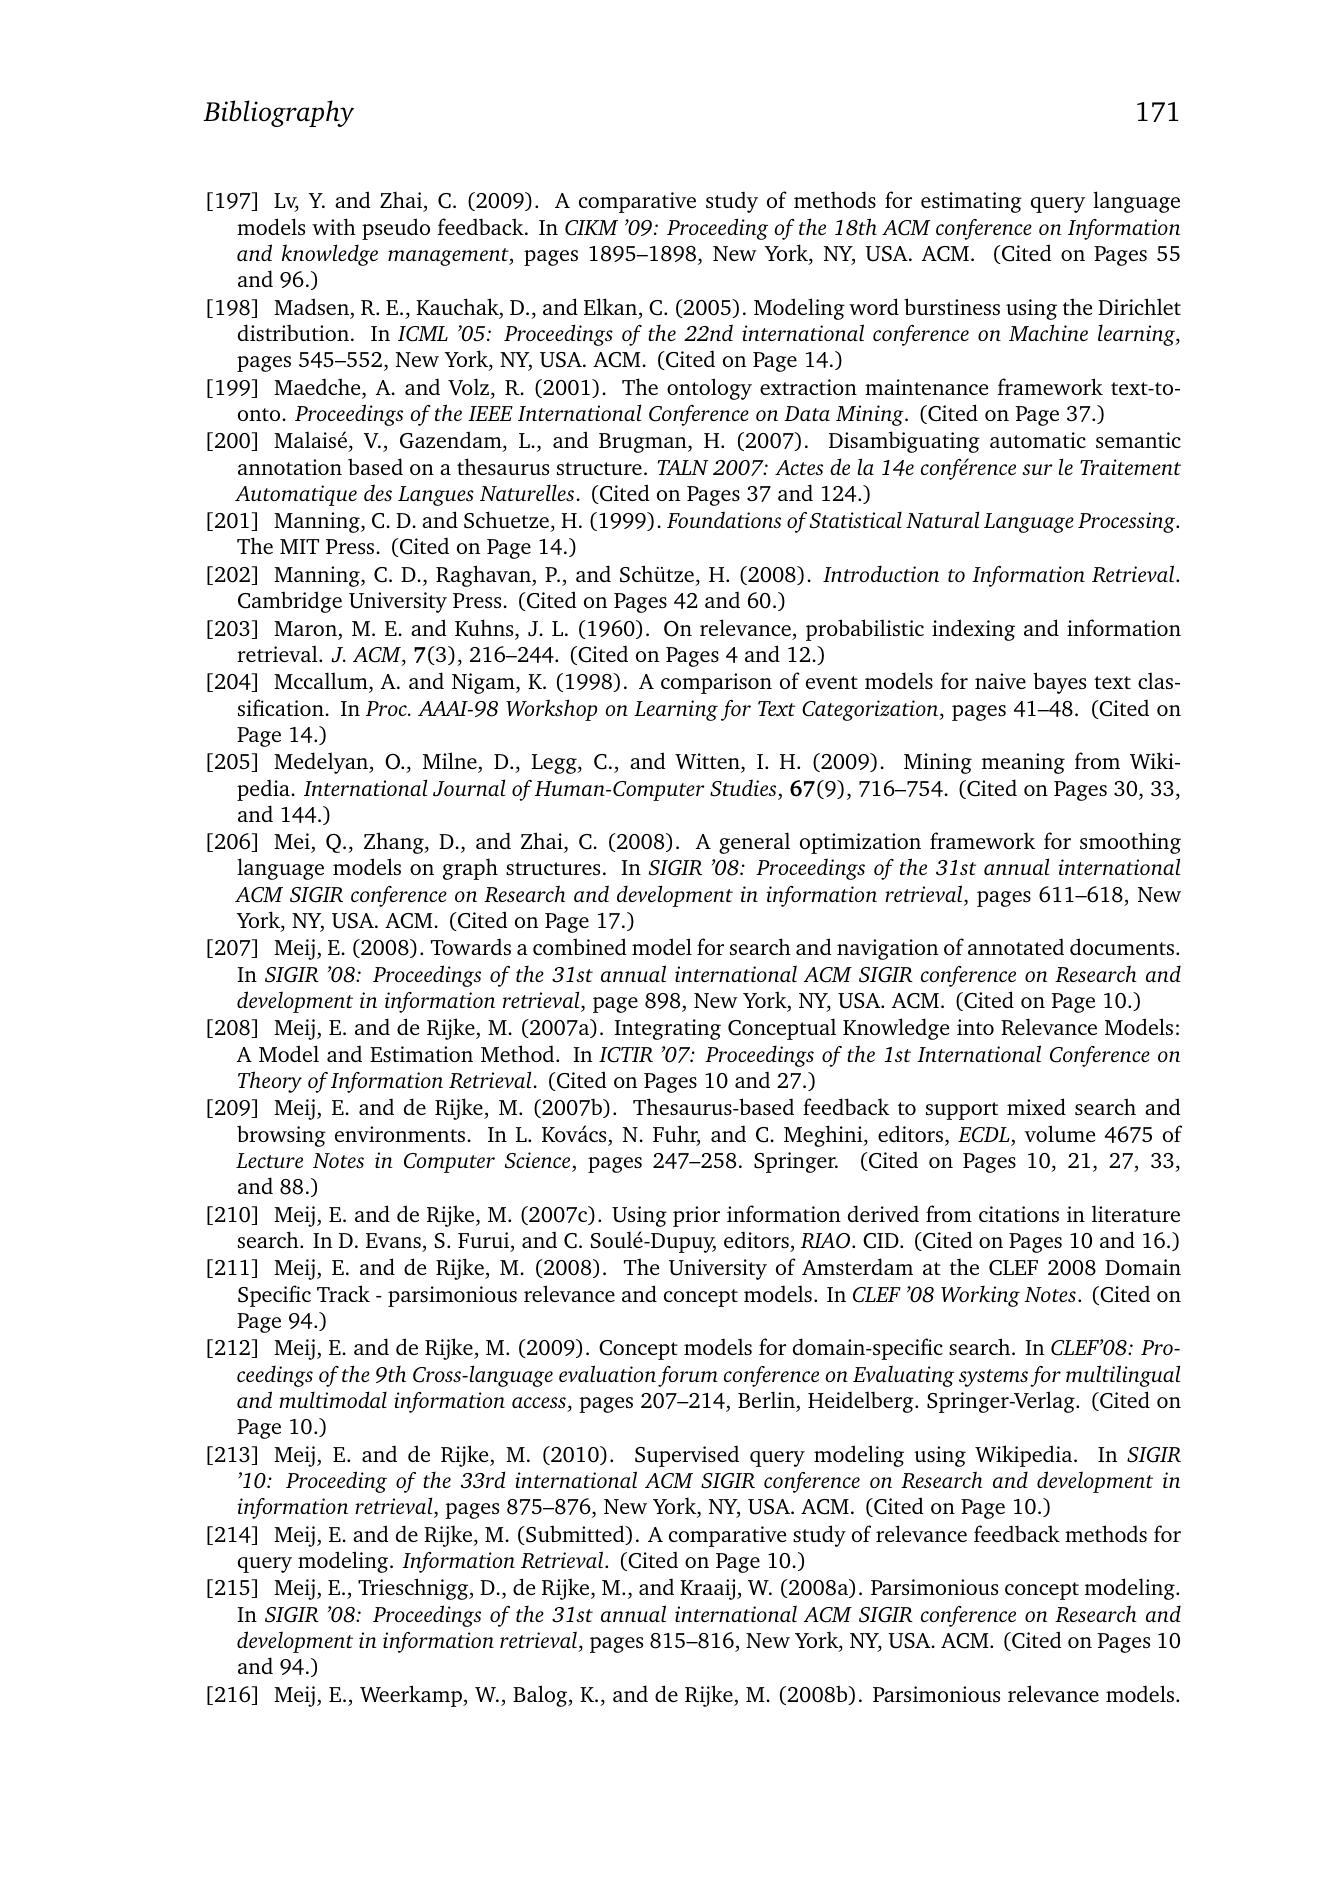 Bibliography 171
[197] Lv, Y. and Zhai, C. (2009). A comparative study of methods for estimating query language
models with pseudo feedback. In CIKM '09: Proceeding of the 18th ACM conference on Information
and knowledge management, pages 1895–1898, New York, NY, USA. ACM. (Cited on Pages 55
and 96.)
[198] Madsen, R. E., Kauchak, D., and Elkan, C. (2005). Modeling word burstiness using the Dirichlet
distribution. In ICML '05: Proceedings of the 22nd international conference on Machine learning,
pages 545–552, New York, NY, USA. ACM. (Cited on Page 14.)
[199] Maedche, A. and Volz, R. (2001). The ontology extraction maintenance framework text-to-
onto. Proceedings of the IEEE International Conference on Data Mining. (Cited on Page 37.)
[200] Malaisé, V., Gazendam, L., and Brugman, H. (2007). Disambiguating automatic semantic
annotation based on a thesaurus structure. TALN 2007: Actes de la 14e conférence sur le Traitement
Automatique des Langues Naturelles. (Cited on Pages 37 and 124.)
[201] Manning, C. D. and Schuetze, H. (1999). Foundations of Statistical Natural Language Processing.
The MIT Press. (Cited on Page 14.)
[202] Manning, C. D., Raghavan, P., and Schütze, H. (2008). Introduction to Information Retrieval.
Cambridge University Press. (Cited on Pages 42 and 60.)
[203] Maron, M. E. and Kuhns, J. L. (1960). On relevance, probabilistic indexing and information
retrieval. J. ACM, 7(3), 216–244. (Cited on Pages 4 and 12.)
[204] Mccallum, A. and Nigam, K. (1998). A comparison of event models for naive bayes text clas-
sification. In Proc. AAAI-98 Workshop on Learning for Text Categorization, pages 41–48. (Cited on
Page 14.)
[205] Medelyan, O., Milne, D., Legg, C., and Witten, I. H. (2009). Mining meaning from Wiki-
pedia. International Journal of Human-Computer Studies, 67(9), 716–754. (Cited on Pages 30, 33,
and 144.)
[206] Mei, Q., Zhang, D., and Zhai, C. (2008). A general optimization framework for smoothing
language models on graph structures. In SIGIR '08: Proceedings of the 31st annual international
ACM SIGIR conference on Research and development in information retrieval, pages 611–618, New
York, NY, USA. ACM. (Cited on Page 17.)
[207] Meij, E. (2008). Towards a combined model for search and navigation of annotated documents.
In SIGIR '08: Proceedings of the 31st annual international ACM SIGIR conference on Research and
development in information retrieval, page 898, New York, NY, USA. ACM. (Cited on Page 10.)
[208] Meij, E. and de Rijke, M. (2007a). Integrating Conceptual Knowledge into Relevance Models:
A Model and Estimation Method. In ICTIR '07: Proceedings of the 1st International Conference on
Theory of Information Retrieval. (Cited on Pages 10 and 27.)
[209] Meij, E. and de Rijke, M. (2007b). Thesaurus-based feedback to support mixed search and
browsing environments. In L. Kovács, N. Fuhr, and C. Meghini, editors, ECDL, volume 4675 of
Lecture Notes in Computer Science, pages 247–258. Springer. (Cited on Pages 10, 21, 27, 33,
and 88.)
[210] Meij, E. and de Rijke, M. (2007c). Using prior information derived from citations in literature
search. In D. Evans, S. Furui, and C. Soulé-Dupuy, editors, RIAO. CID. (Cited on Pages 10 and 16.)
[211] Meij, E. and de Rijke, M. (2008). The University of Amsterdam at the CLEF 2008 Domain
Specific Track - parsimonious relevance and concept models. In CLEF '08 Working Notes. (Cited on
Page 94.)
[212] Meij, E. and de Rijke, M. (2009). Concept models for domain-specific search. In CLEF'08: Pro-
ceedings of the 9th Cross-language evaluation forum conference on Evaluating systems for multilingual
and multimodal information access, pages 207–214, Berlin, Heidelberg. Springer-Verlag. (Cited on
Page 10.)
[213] Meij, E. and de Rijke, M. (2010). Supervised query modeling using Wikipedia. In SIGIR
'10: Proceeding of the 33rd international ACM SIGIR conference on Research and development in
information retrieval, pages 875–876, New York, NY, USA. ACM. (Cited on Page 10.)
[214] Meij, E. and de Rijke, M. (Submitted). A comparative study of relevance feedback methods for
query modeling. Information Retrieval. (Cited on Page 10.)
[215] Meij, E., Trieschnigg, D., de Rijke, M., and Kraaij, W. (2008a). Parsimonious concept modeling.
In SIGIR '08: Proceedings of the 31st annual international ACM SIGIR conference on Research and
development in information retrieval, pages 815–816, New York, NY, USA. ACM. (Cited on Pages 10
and 94.)
[216] Meij, E., Weerkamp, W., Balog, K., and de Rijke, M. (2008b). Parsimonious relevance models.